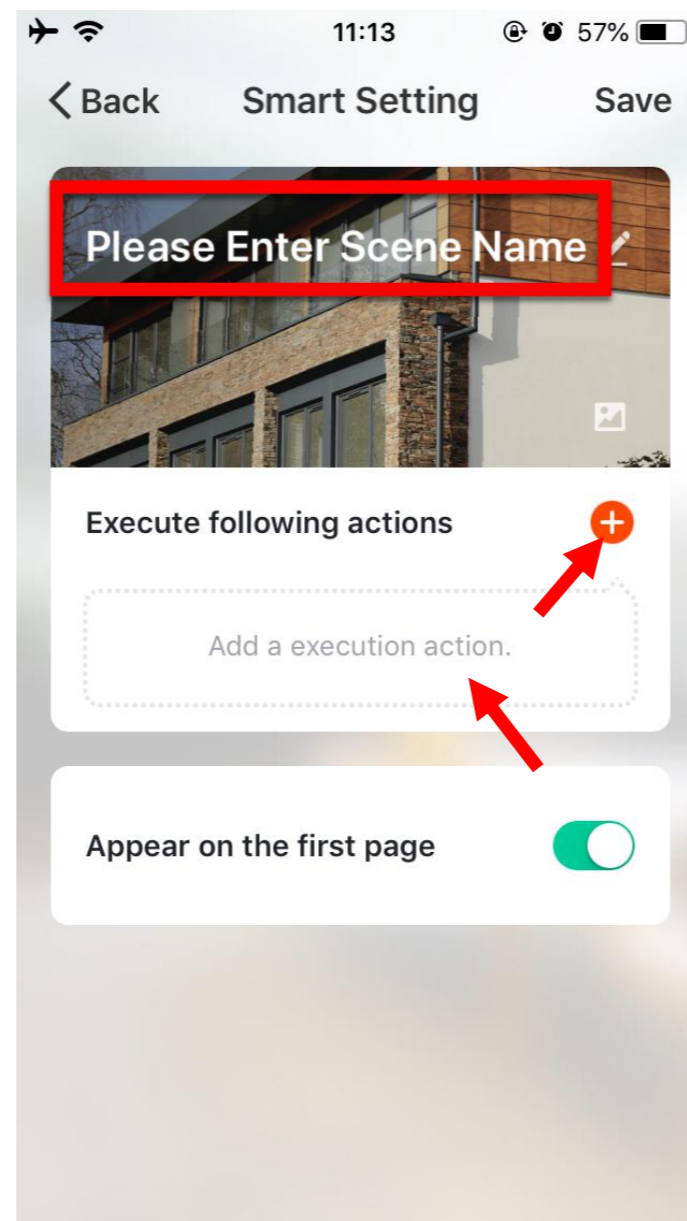 11:13 57%
Back Smart Setting Save
Please Enter Scene Name
Execute following actions
Add a execution action.
Appear on the first page